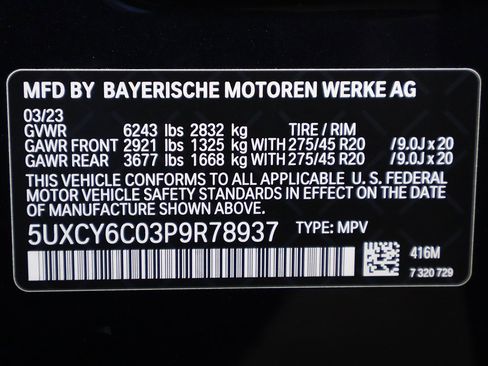 MFD BY BAYERISCHE MOTOREN WERKE AG
03/23
GVWR 6243 lbs 2832 kg TIRE / RIM
GAWR FRONT 2921 lbs 1325 kg WITH 275/45 R20 /9.0J x 20
GAWR REAR 3677 lbs 1668 kg WITH 275/45 R20 /9.0J x 20
THIS VEHICLE CONFORMS TO ALL APPLICABLE U.S. FEDERAL
MOTOR VEHICLE SAFETY STANDARDS IN EFFECT ON THE DATE
OF MANUFACTURE SHOWN ABOVE.
5UXCY6C03P9R78937 TYPE: MPV
416M
7 320 729